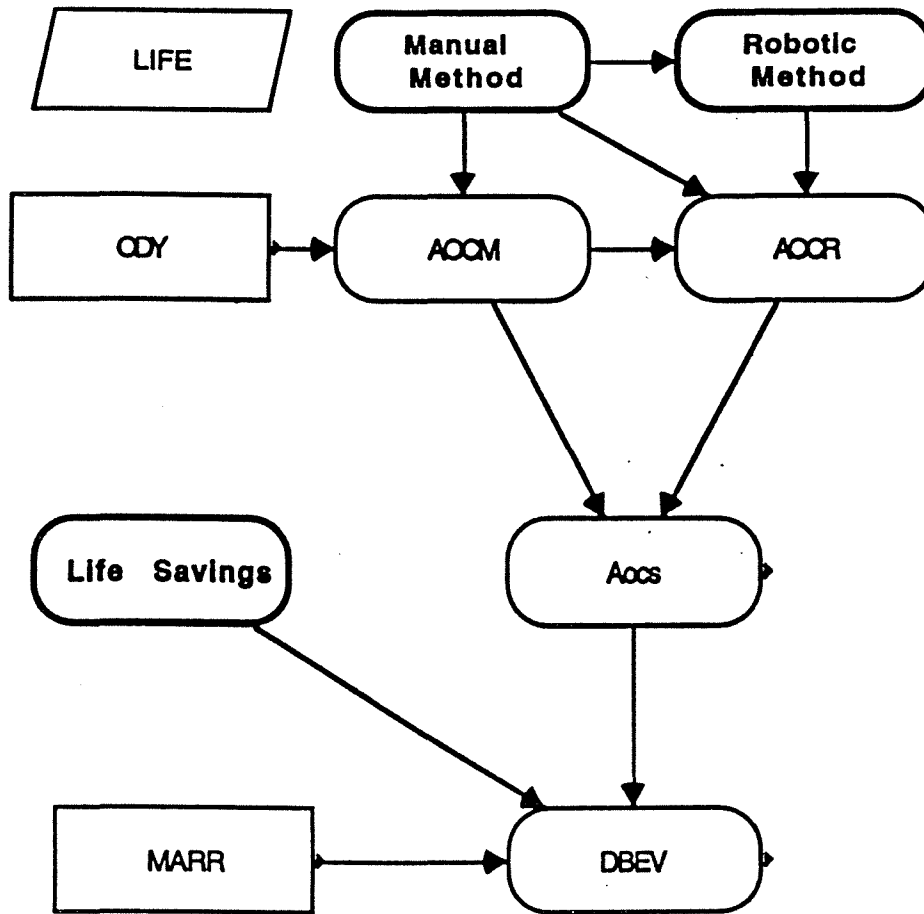 LIFE
Manual
Method
Robotic
Method
ODY
AOCM
AOCR
Life Savings
Aocs
MARR
DBEV